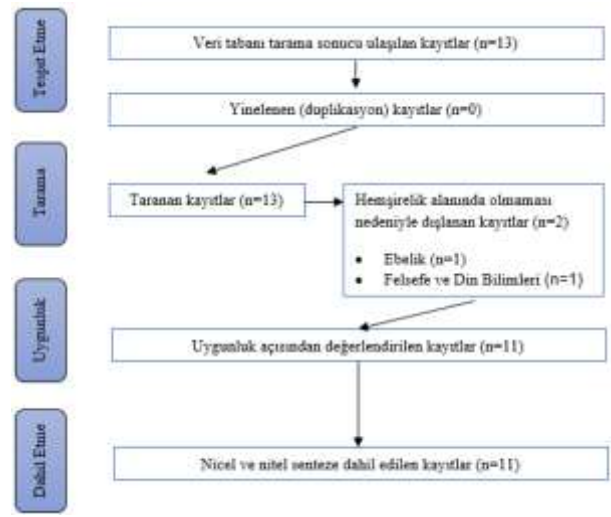 Tespit Etme
Veri tabanı tarama sonucu ulaşılan kayıtlar (n=13)
Yinelenen (duplikasyon) kayıtlar (n=0)
Tarama
Taranan kayıtlar (n=13)
Hemşirelik alanında olmaması
nedeniyle dışlanan kayıtlar (n=2)
• Ebelik (n=1)
• Felsefe ve Din Bilimleri (n=1)
Uygunluk
Uygunluk açısından değerlendirilen kayıtlar (n=11)
Dahil Etme
Nicel ve nitel senteze dahil edilen kayıtlar (n=11)